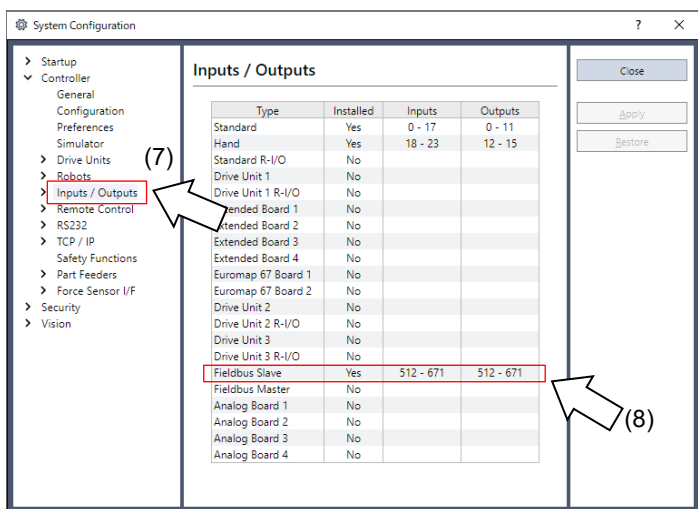 System Configuration ? ×
Startup
Controller
General
Configuration
Preferences
Simulator
Drive Units
Robots
Inputs / Outputs
Remote Control
RS232
TCP / IP
Safety Functions
Part Feeders
Force Sensor I/F
Security
Vision
(7)
Inputs / Outputs
Type Installed Inputs Outputs
Standard Yes 0 - 17 0 - 11
Hand Yes 18 - 23 12 - 15
Standard R-I/O No
Drive Unit 1 No
Drive Unit 1 R-I/O No
Extended Board 1 No
Extended Board 2 No
Extended Board 3 No
Extended Board 4 No
Euromap 67 Board 1 No
Euromap 67 Board 2 No
Drive Unit 2 No
Drive Unit 2 R-I/O No
Drive Unit 3 No
Drive Unit 3 R-I/O No
Fieldbus Slave Yes 512 - 671 512 - 671
Fieldbus Master No
Analog Board 1 No
Analog Board 2 No
Analog Board 3 No
Analog Board 4 No
(8)
Close
Apply
Restore